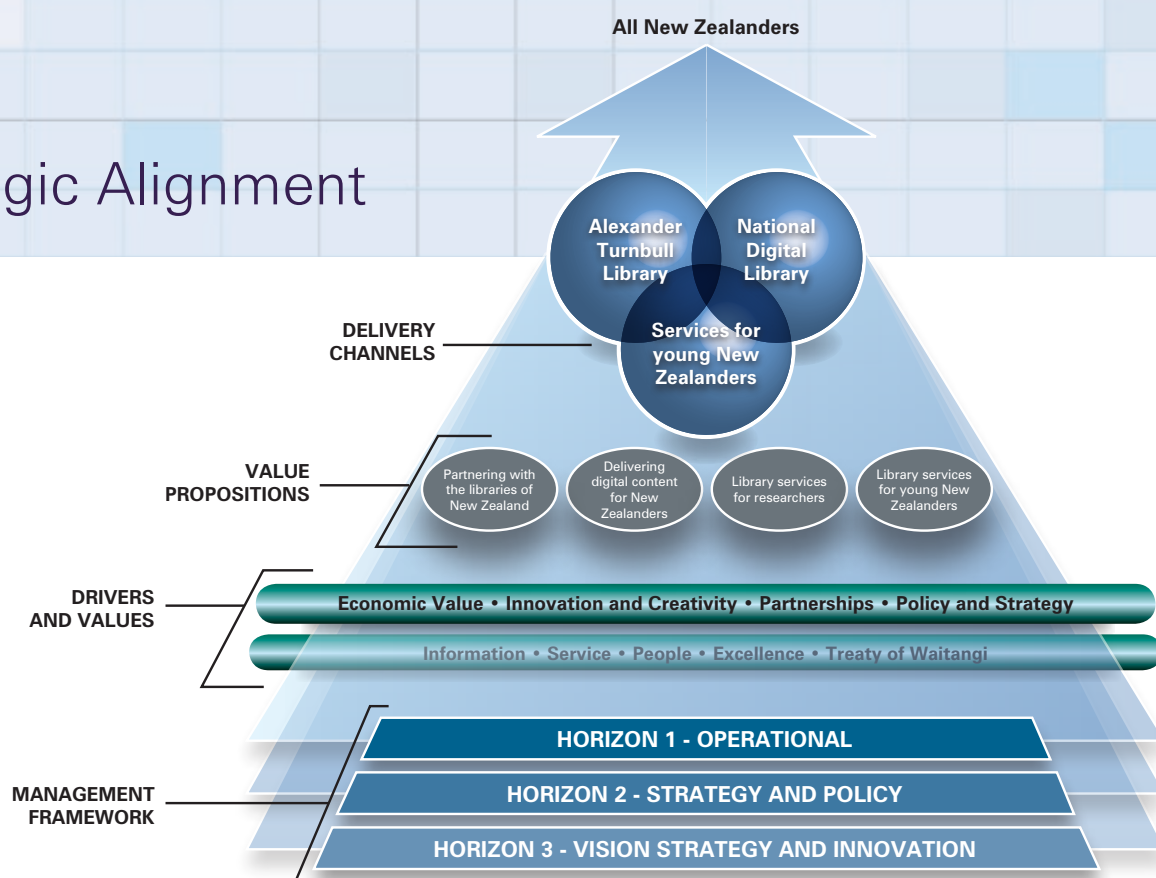 All New Zealanders
gic Alignment
Alexander
Turnbull
Library
National
Digital
Library
Services for
young New
Zealanders
DELIVERY
CHANNELS
VALUE
PROPOSITIONS
Partnering with
the libraries of
New Zealand
Delivering
digital content
for New
Zealanders
Library services
for researchers
Library services
for young New
Zealanders
DRIVERS
AND VALUES
Economic Value • Innovation and Creativity • Partnerships • Policy and Strategy
Information • Service • People • Excellence • Treaty of Waitangi
MANAGEMENT
FRAMEWORK
HORIZON 1 - OPERATIONAL
HORIZON 2 - STRATEGY AND POLICY
HORIZON 3 - VISION STRATEGY AND INNOVATION